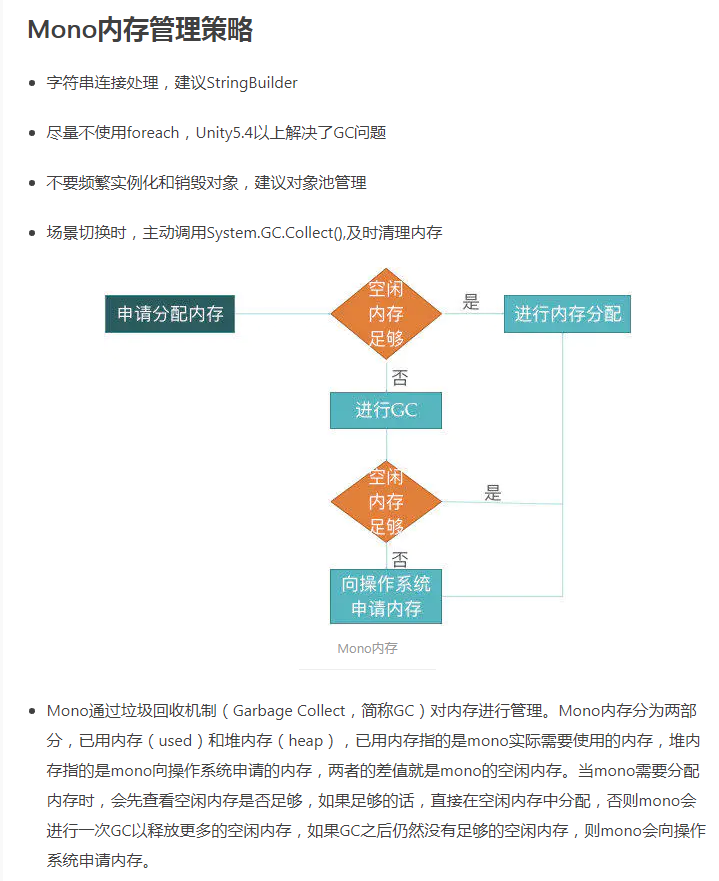 Mono内存管理策略
字符串连接处理，建议StringBuilder
尽量不使用foreach，Unity5.4以上解决了GC问题
不要频繁实例化和销毁对象，建议对象池管理
场景切换时，主动调用System.GC.Collect(),及时清理内存
申请分配内存
空闲
内存
足够
是
进行内存分配
否
进行GC
空闲
内存
足够
是
否
向操作系统
申请内存
Mono内存
Mono通过垃圾回收机制（Garbage Collect，简称GC）对内存进行管理。Mono内存分为两部
分，已用内存（used）和堆内存（heap），已用内存指的是mono实际需要使用的内存，堆内
存指的是mono向操作系统申请的内存，两者的差值就是mono的空闲内存。当mono需要分配
内存时，会先查看空闲内存是否足够，如果足够的话，直接在空闲内存中分配，否则mono会
进行一次GC以释放更多的空闲内存，如果GC之后仍然没有足够的空闲内存，则mono会向操作
系统申请内存。